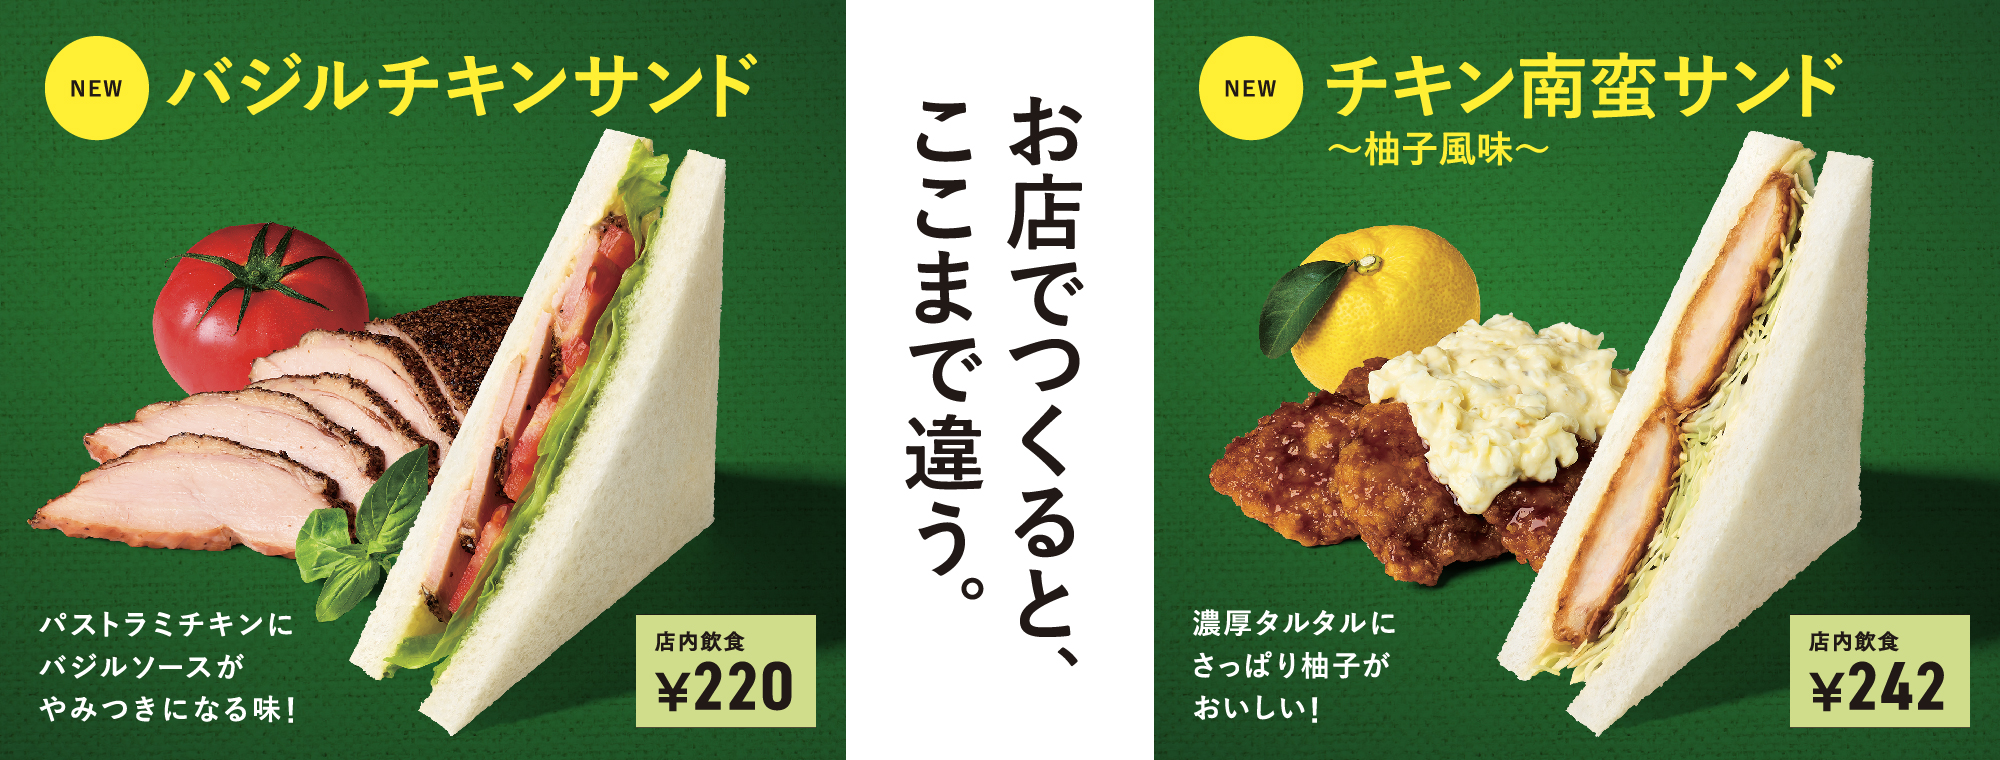 NEW
バジルチキンサンド
パストラミチキンに
バジルソースが
やみつきになる味!
店内飲食
¥220
お店でつくると、
ここまで違う。
NEW
チキン南蛮サンド
〜柚子風味〜
濃厚タルタルに
さっぱり柚子が
おいしい!
店内飲食
¥242